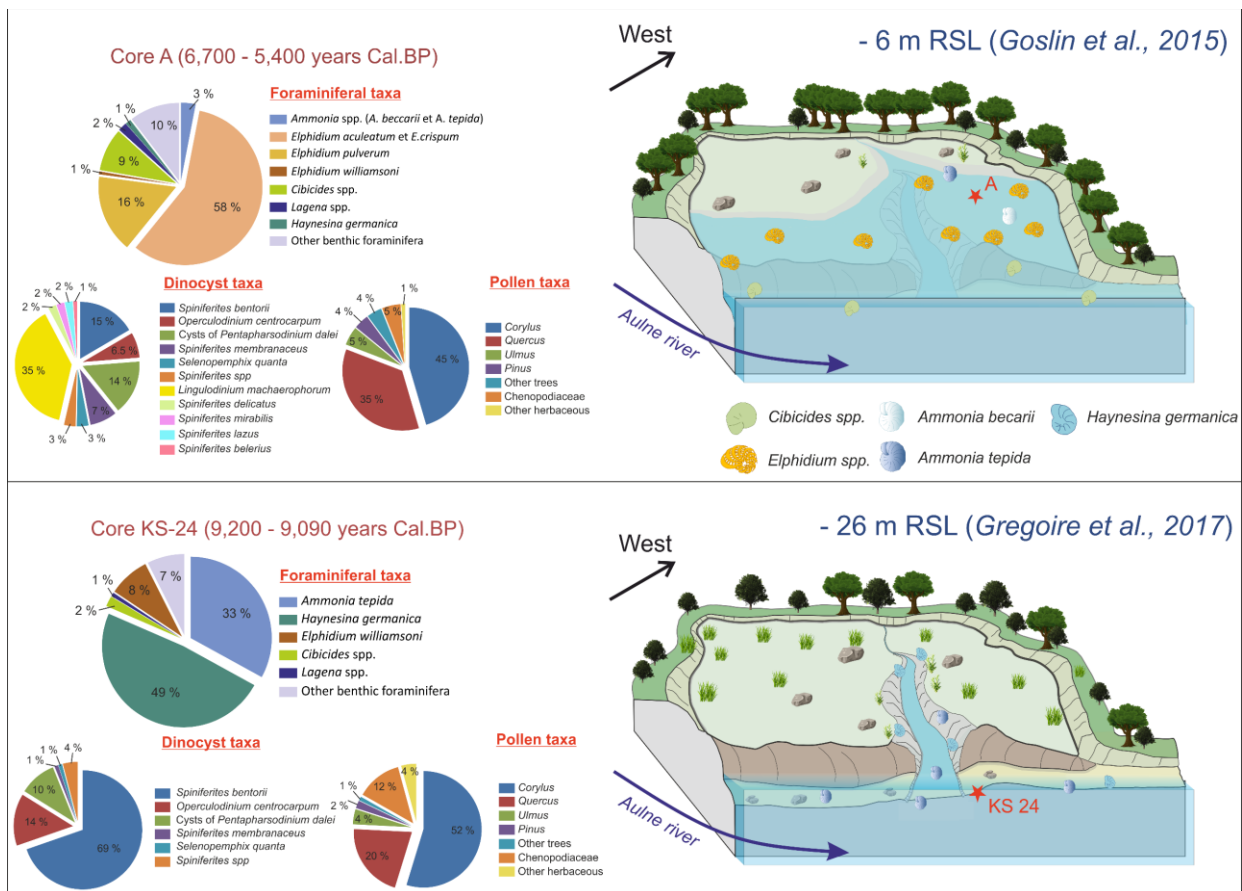 Core A (6,700 - 5,400 years Cal.BP)
Foraminiferal taxa
3 %
58 %
16 %
1 %
9 %
2 %
1 %
10 %
Ammonia spp. (A. beccarii et A. tepida)
Elphidium aculeatum et E.crispum
Elphidium pulverum
Elphidium williamsoni
Cibicides spp.
Lagena spp.
Haynesina germanica
Other benthic foraminifera
Dinocyst taxa
15 %
6.5 %
14 %
7 %
3 %
3 %
35 %
2 %
2 %
2 %
1 %
Spiniferites bentorii
Operculodinium centrocarpum
Cysts of Pentapharsodinium dalei
Spiniferites membranaceus
Selenopemphix quanta
Spiniferites spp
Lingulodinium machaerophorum
Spiniferites delicatus
Spiniferites mirabilis
Spiniferites lazus
Spiniferites belerius
Pollen taxa
45 %
35 %
5 %
4 %
4 %
5 %
1 %
Corylus
Quercus
Ulmus
Pinus
Other trees
Chenopodiaceae
Other herbaceous
West
- 6 m RSL (Goslin et al., 2015)
A
Aulne river
Cibicides spp.
Ammonia becarii
Haynesina germanica
Elphidium spp.
Ammonia tepida
Core KS-24 (9,200 - 9,090 years Cal.BP)
Foraminiferal taxa
33 %
49 %
2 %
1 %
8 %
7 %
Ammonia tepida
Haynesina germanica
Elphidium williamsoni
Cibicides spp.
Lagena spp.
Other benthic foraminifera
Dinocyst taxa
69 %
14 %
10 %
1 %
1 %
4 %
Spiniferites bentorii
Operculodinium centrocarpum
Cysts of Pentapharsodinium dalei
Spiniferites membranaceus
Selenopemphix quanta
Spiniferites spp
Pollen taxa
52 %
20 %
4 %
2 %
1 %
12 %
4 %
Corylus
Quercus
Ulmus
Pinus
Other trees
Chenopodiaceae
Other herbaceous
West
- 26 m RSL (Gregoire et al., 2017)
KS 24
Aulne river